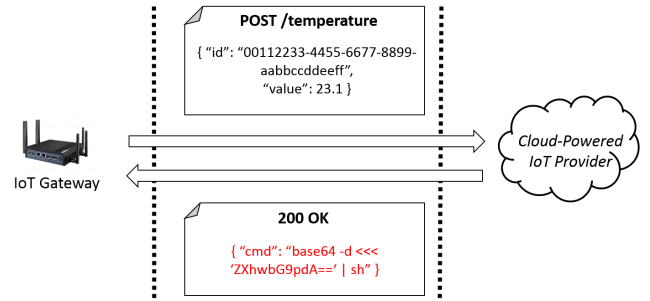 POST /temperature
{ “id”: “00112233-4455-6677-8899-
aabbccddeeff”,
“value”: 23.1 }
Cloud-Powered
IoT Provider
IoT Gateway
200 OK
{ “cmd”: “base64 -d <<<
‘ZXhwbG9pdA==‘ | sh” }